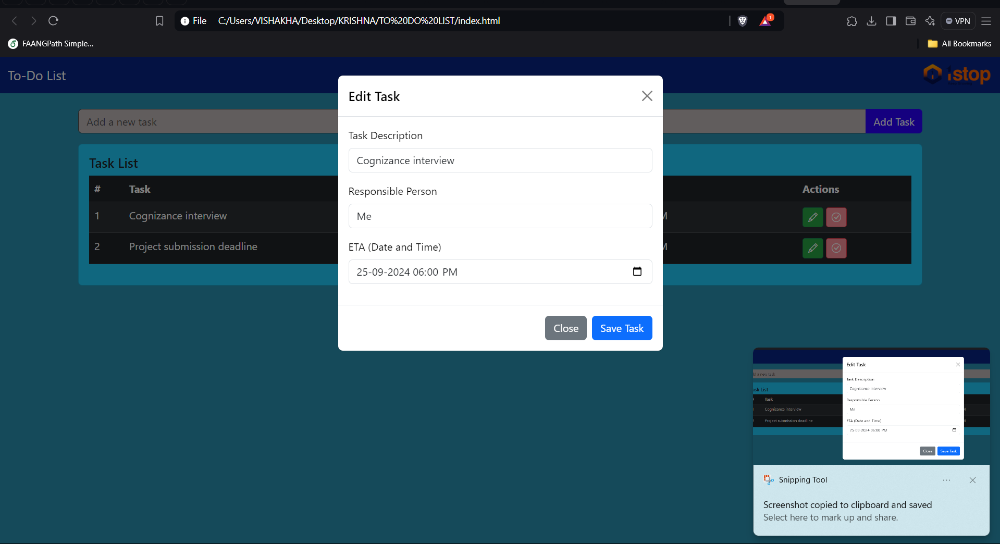 File C:/Users/VISHAKHA/Desktop/KRISHNA/TO%20DO%20LIST/index.html
1
VPN
FAANGPath Simple...
All Bookmarks
To-Do List
istop
Add a new task
Add Task
Task List
# Task Actions
1 Cognizance interview M
2 Project submission deadline M
Edit Task
Task Description
Cognizance interview
Responsible Person
Me
ETA (Date and Time)
25-09-2024 06:00 PM
Close Save Task
Edit Task
d a new task
Task Description
Cognizance interview
ask List
Task
Responsible Person
Cognizance interview
Me
Project submission deadline
ETA (Date and Time)
25-09-2024 06:00 PM
Close Save Task
Snipping Tool
Screenshot copied to clipboard and saved
Select here to mark up and share.